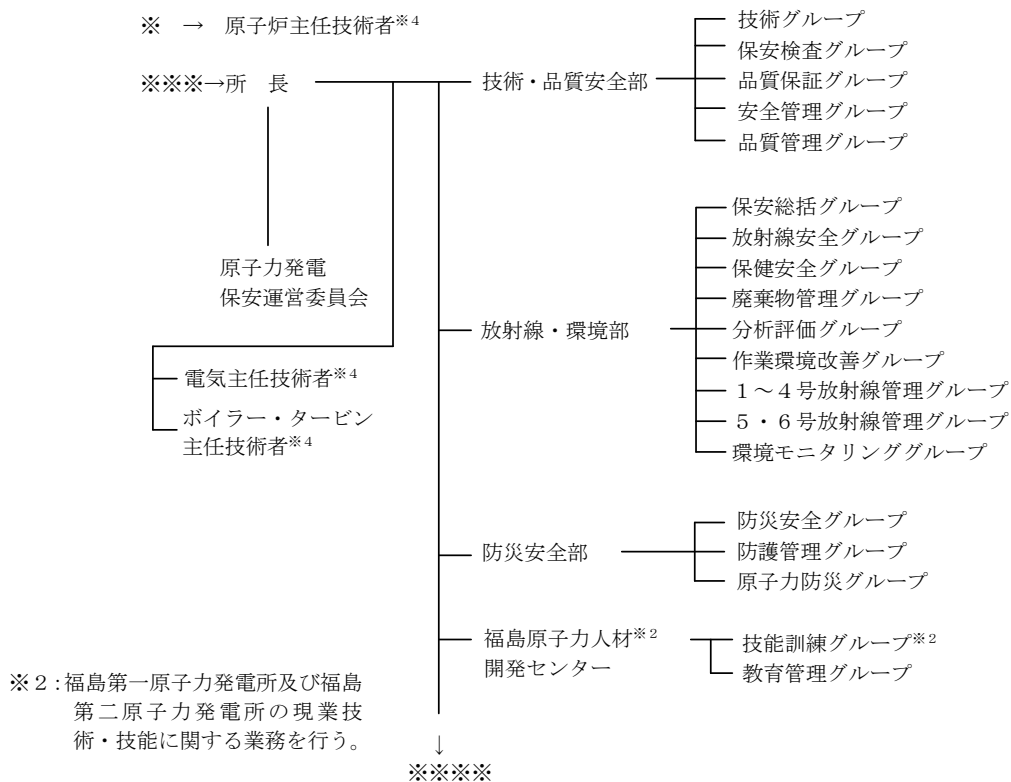 ※ → 原子炉主任技術者※4
※※※→所 長
原子力発電
保安運営委員会
電気主任技術者※4
ボイラー・タービン
主任技術者※4
技術・品質安全部
技術グループ
保安検査グループ
品質保証グループ
安全管理グループ
品質管理グループ
放射線・環境部
保安総括グループ
放射線安全グループ
保健安全グループ
廃棄物管理グループ
分析評価グループ
作業環境改善グループ
1～4号放射線管理グループ
5・6号放射線管理グループ
環境モニタリンググループ
防災安全部
防災安全グループ
防護管理グループ
原子力防災グループ
福島原子力人材※2
開発センター
技能訓練グループ※2
教育管理グループ
※2:福島第一原子力発電所及び福島
第二原子力発電所の現業技
術・技能に関する業務を行う。
↓
※※※※